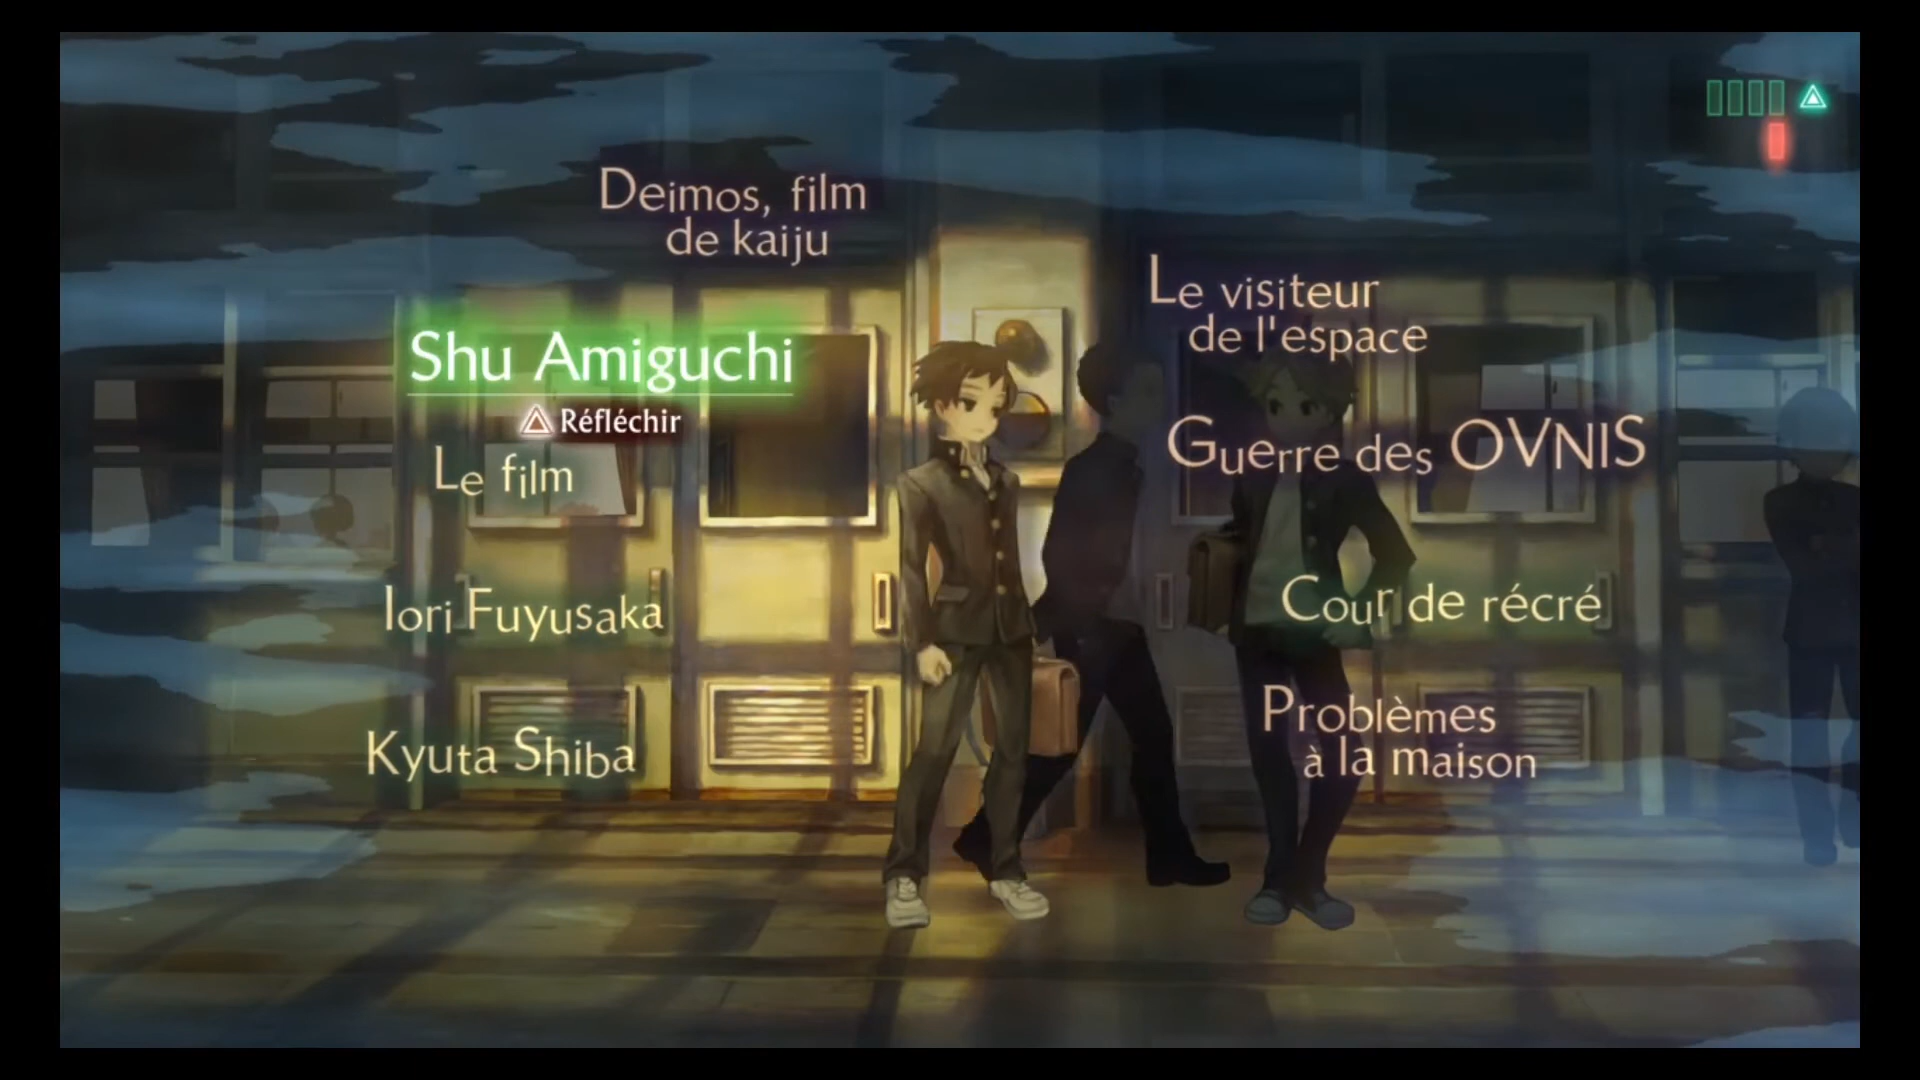 Deimos, film
de kaiju
Shu Amiguchi
Réfléchir
Le film
Iori Fuyusaka
Kyuta Shiba
Le visiteur
de l'espace
Guerre des OVNIS
Cour de récré
Problèmes
à la maison